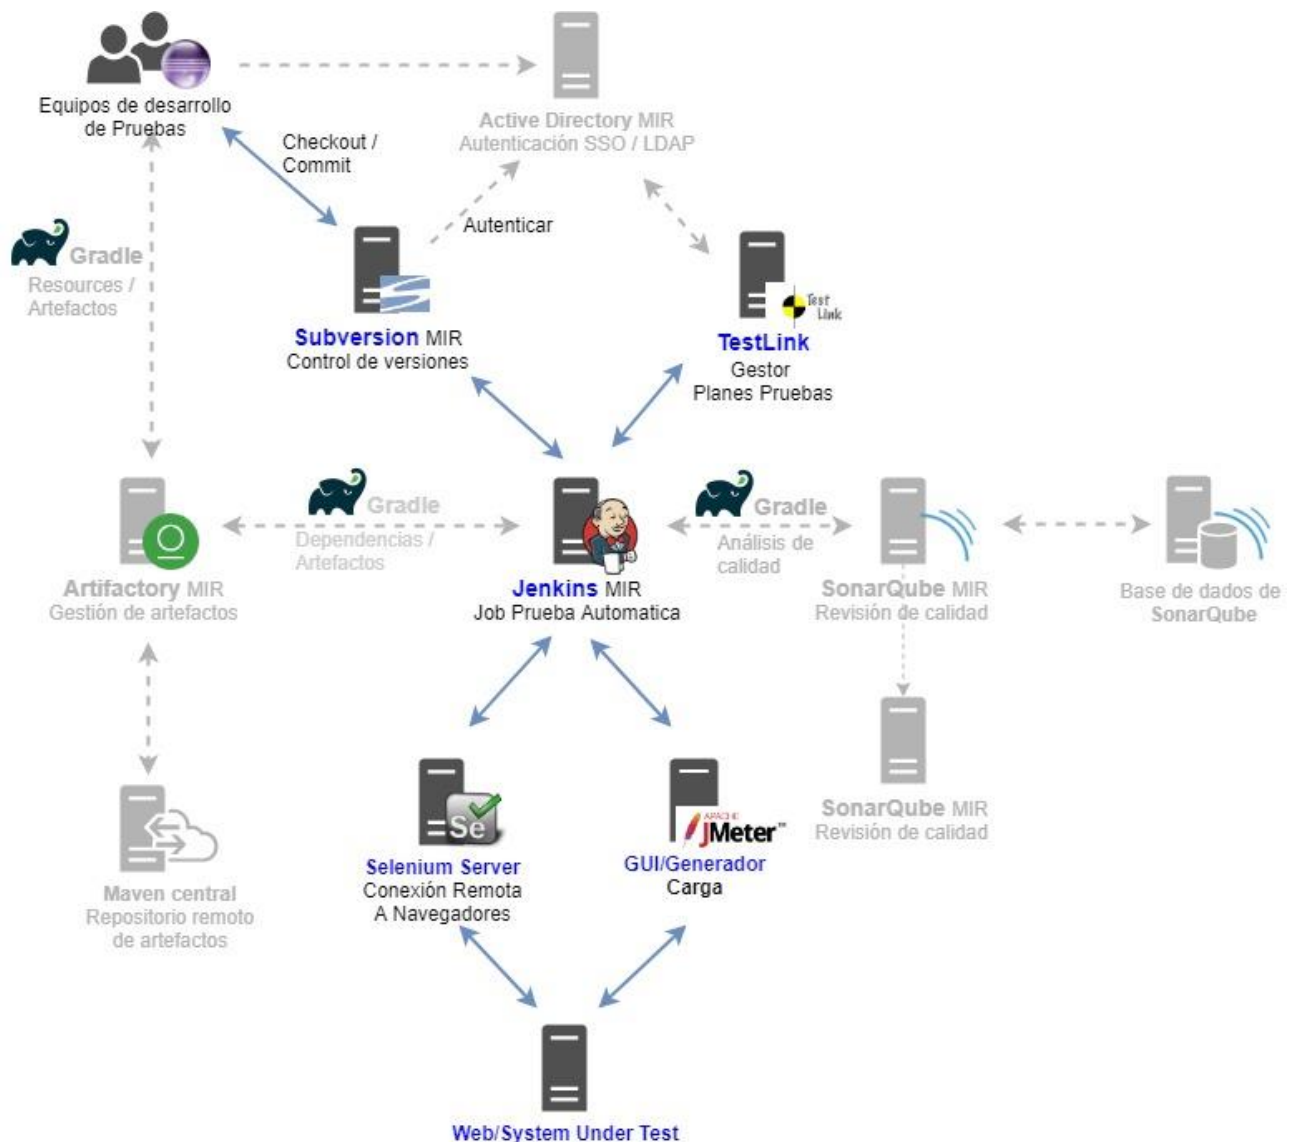 Equipos de desarrollo
de Pruebas
Active Directory MIR
Autenticación SSO / LDAP
Checkout /
Commit
Autenticar
Gradle
Resources /
Artefactos
Test
Link
Subversion MIR
Control de versiones
TestLink
Gestor
Planes Pruebas
Gradle
Dependencias /
Artefactos
Gradle
Análisis de
calidad
Artifactory MIR
Gestión de artefactos
Jenkins MIR
Job Prueba Automatica
SonarQube MIR
Revisión de calidad
Base de dados de
SonarQube
Se
APACHE
JMeter™
SonarQube MIR
Revisión de calidad
Selenium Server
Conexión Remota
A Navegadores
GUI/Generador
Carga
Maven central
Repositorio remoto
de artefactos
Web/System Under Test